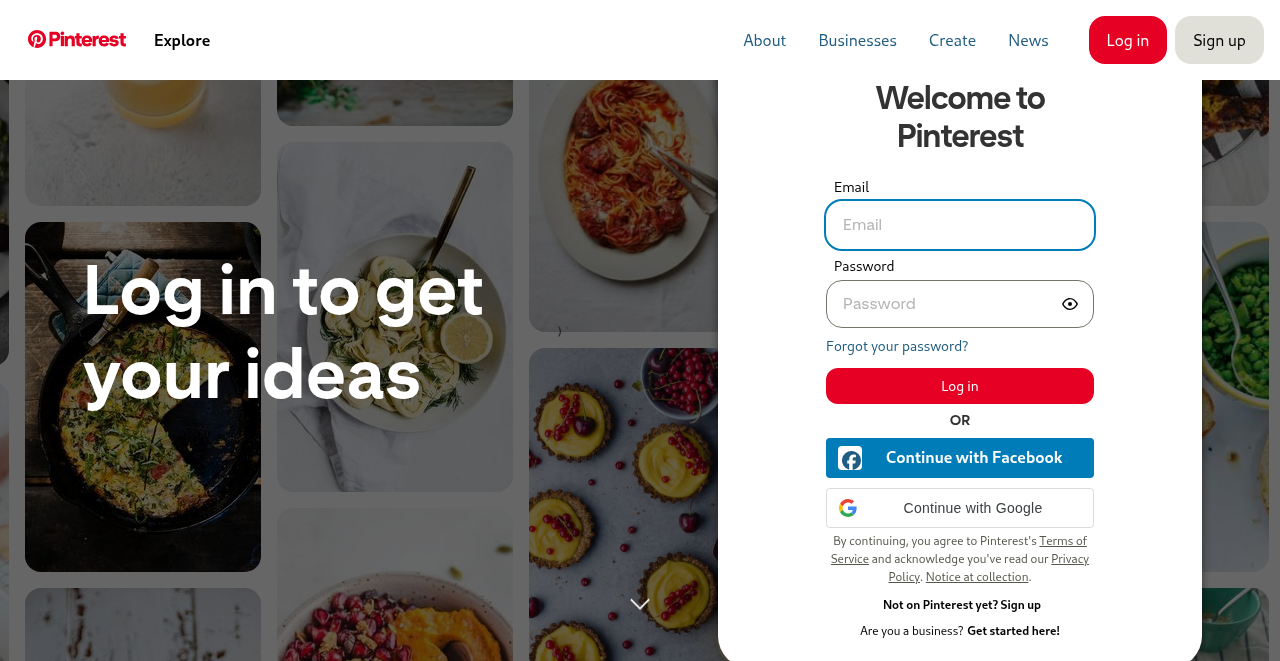 Pinterest
Explore
About
Businesses
Create
News
Log in
Sign up
Log in to get
your ideas
Welcome to
Pinterest
Email
Email
Password
Password
Forgot your password?
Log in
OR
Continue with Facebook
Continue with Google
By continuing, you agree to Pinterest's Terms of
Service and acknowledge you've read our Privacy
Policy. Notice at collection.
Not on Pinterest yet? Sign up
Are you a business? Get started here!